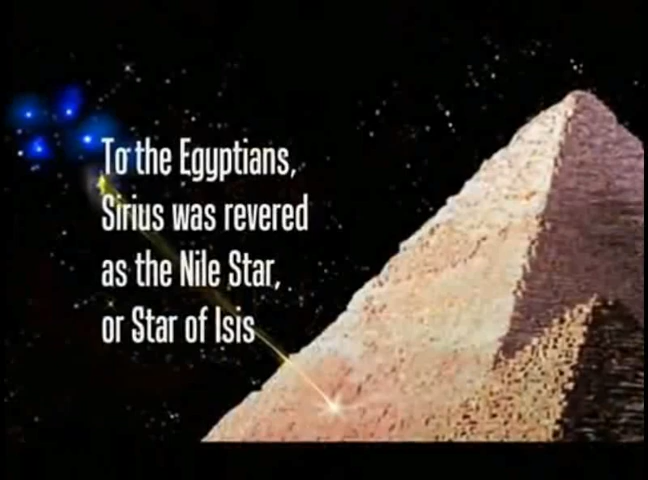 To the Egyptians,
Sirius was revered
as the Nile Star,
or Star of Isis